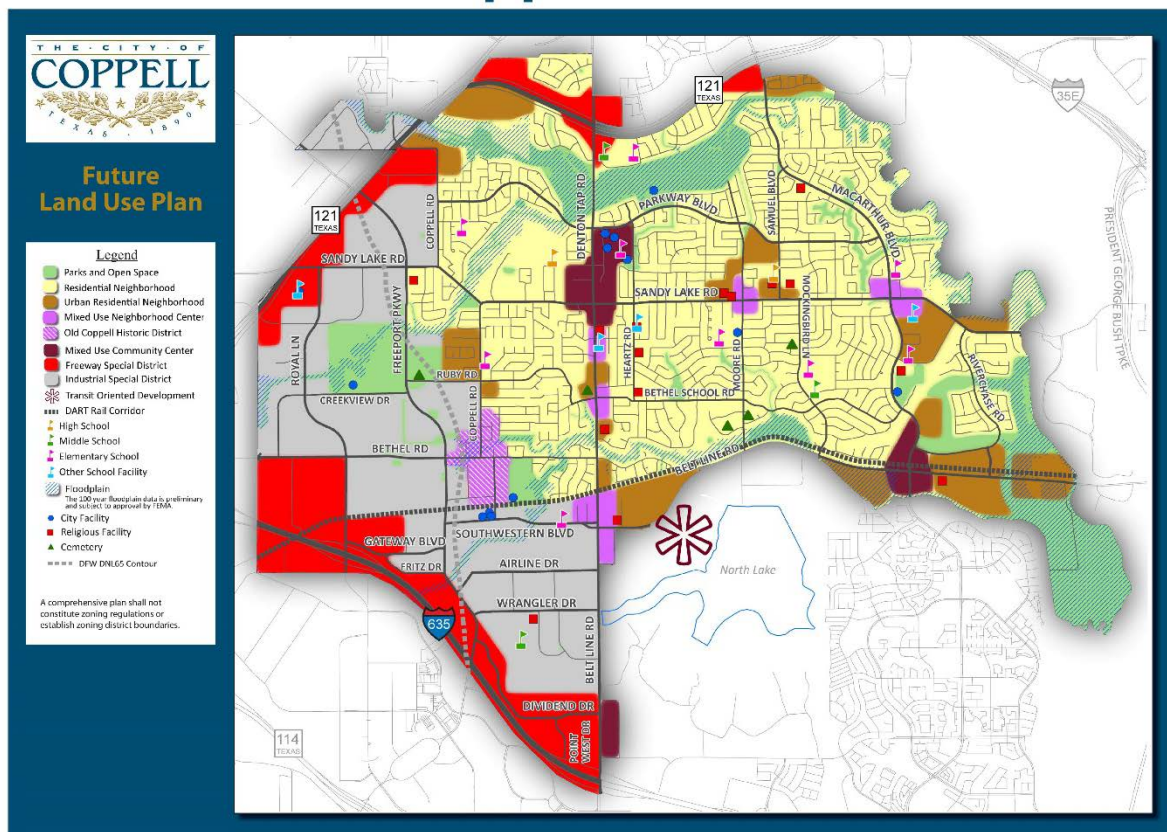 THE · CITY · OF
COPPELL
TEXAS · 1890
Future
Land Use Plan
Legend
Parks and Open Space
Residential Neighborhood
Urban Residential Neighborhood
Mixed Use Neighborhood Center
Old Coppell Historic District
Mixed Use Community Center
Freeway Special District
Industrial Special District
Transit Oriented Development
DART Rail Corridor
High School
Middle School
Elementary School
Other School Facility
Floodplain
The 100 year floodplain data is preliminary
and subject to approval by FEMA
City Facility
Religious Facility
Cemetery
DFW DNL65 Contour
A comprehensive plan shall not
constitute zoning regulations or
establish zoning district boundaries.
121
TEXAS
35E
121
TEXAS
COPPELL RD
DENTON TAP RD
PARKWAY BLVD
SAMUEL BLVD
MACARTHUR BLVD
PRESIDENT GEORGE BUSH TPKE
SANDY LAKE RD
SANDY LAKE RD
ROYAL LN
FREEPORT PKWY
HEARTZ RD
MOORE RD
MOCKINGBIRD LN
RIVERCHASE RD
RUBY RD
CREEKVIEW DR
COPPELL RD
BETHEL SCHOOL RD
BETHEL RD
BELT LINE RD
GATEWAY BLVD
SOUTHWESTERN BLVD
FRITZ DR
AIRLINE DR
North Lake
WRANGLER DR
635
BELT LINE RD
DIVIDEND DR
POINT WEST DR
114
TEXAS